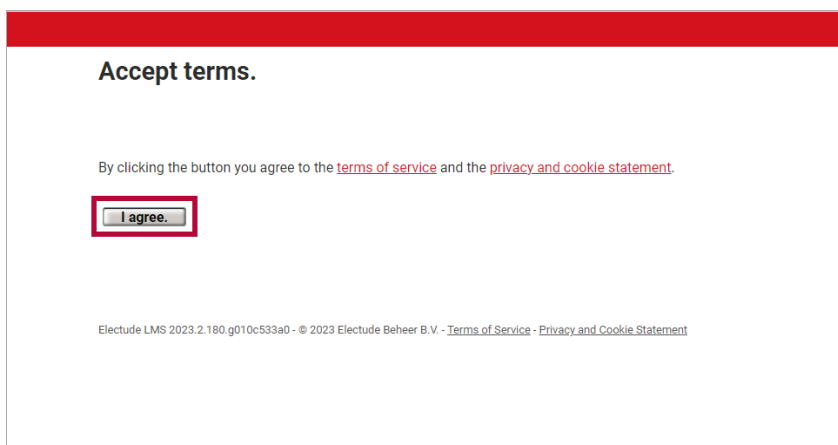 Accept terms.
By clicking the button you agree to the terms of service and the privacy and cookie statement.
I agree.
Electude LMS 2023.2.180.g010c533a0 - © 2023 Electude Beheer B.V. - Terms of Service - Privacy and Cookie Statement